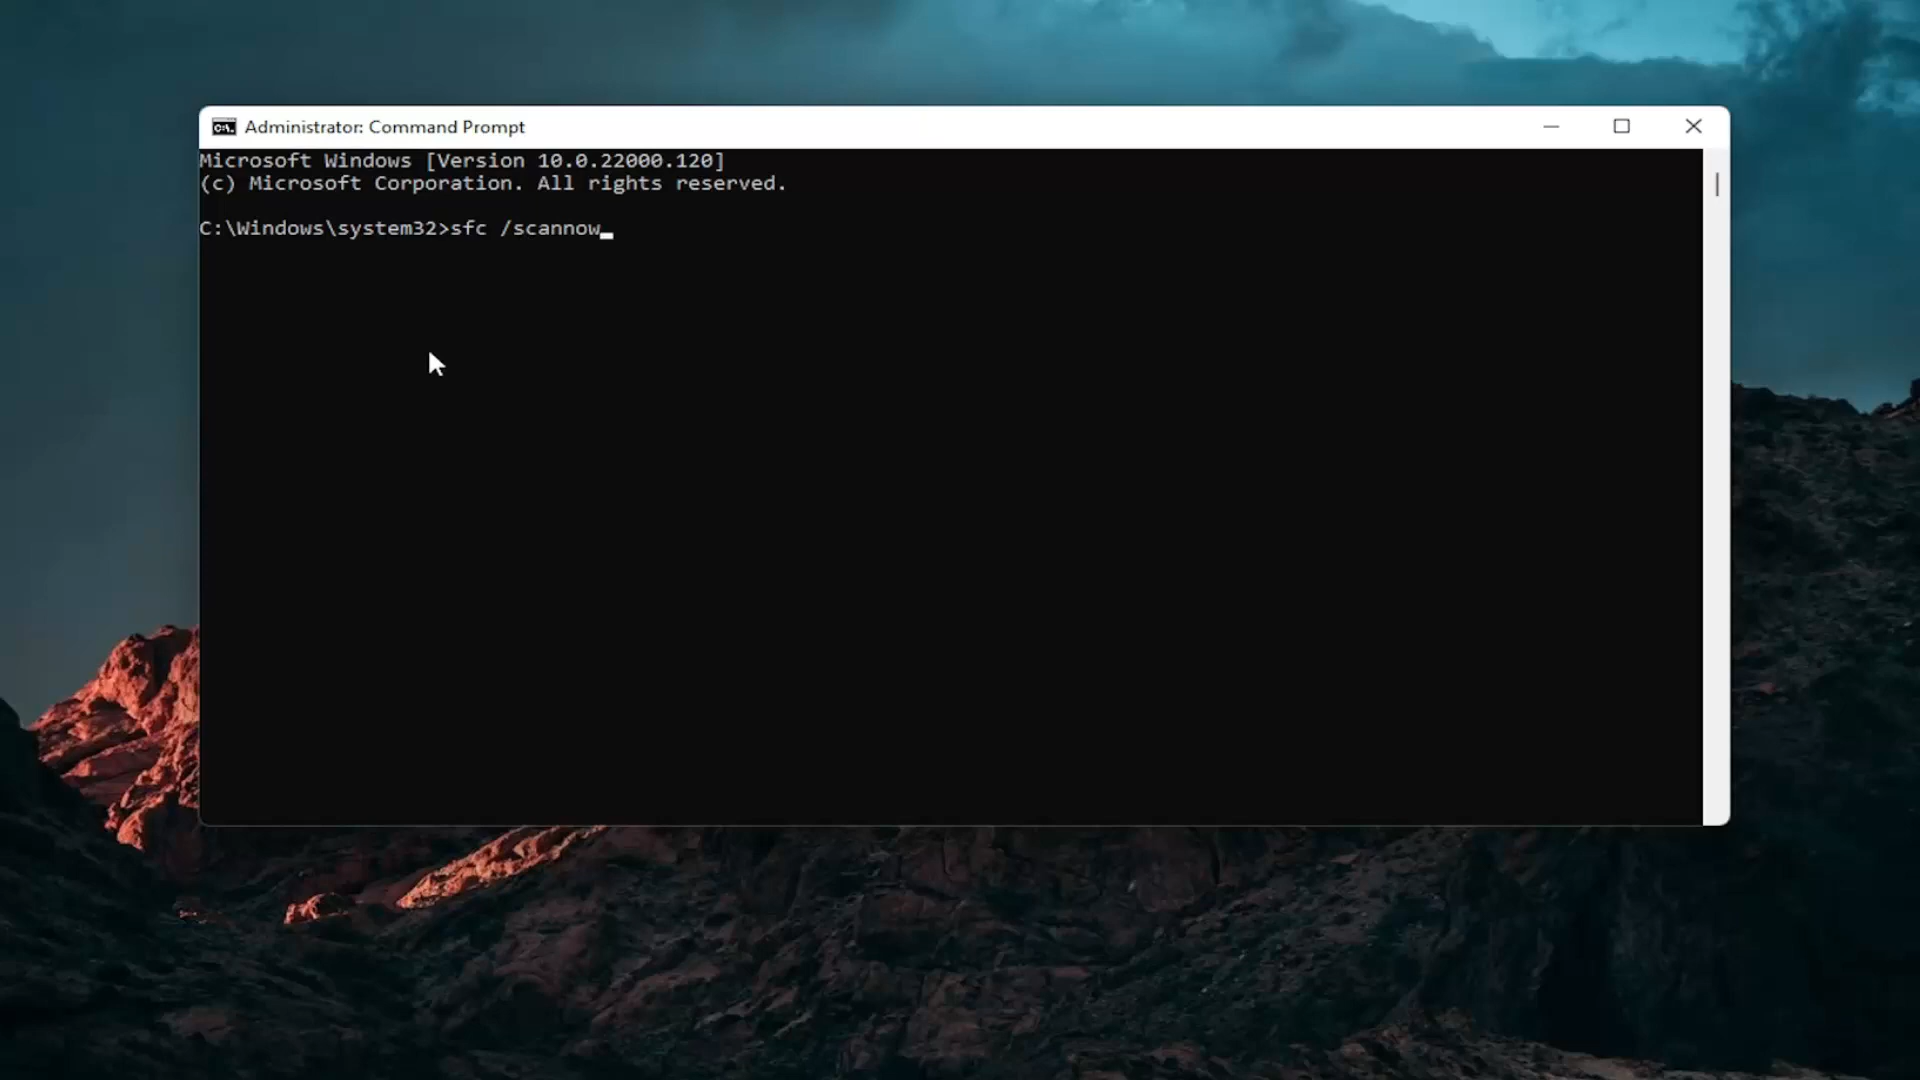 Administrator: Command Prompt
Microsoft Windows [Version 10.0.22000.120]
(c) Microsoft Corporation. All rights reserved.
C:\Windows\system32>sfc /scannow